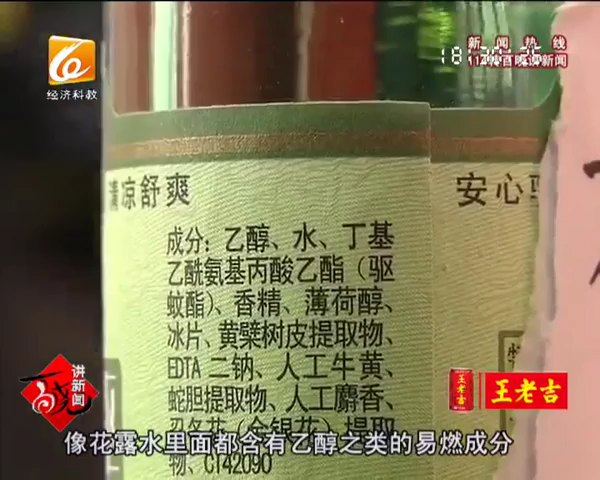 经济科教
新闻热线
清凉舒爽
安心
成分：乙醇、水、丁基
乙酰氨基丙酸乙酯（驱
蚊酯）、香精、薄荷醇、
冰片、黄檗树皮提取物、
EDTA 二钠、人工牛黄、
蛇胆提取物、人工麝香、
忍冬花（金银花）提取
物、CI42090
讲新闻
百晓
王老吉
王老吉
像花露水里面都含有乙醇之类的易燃成分